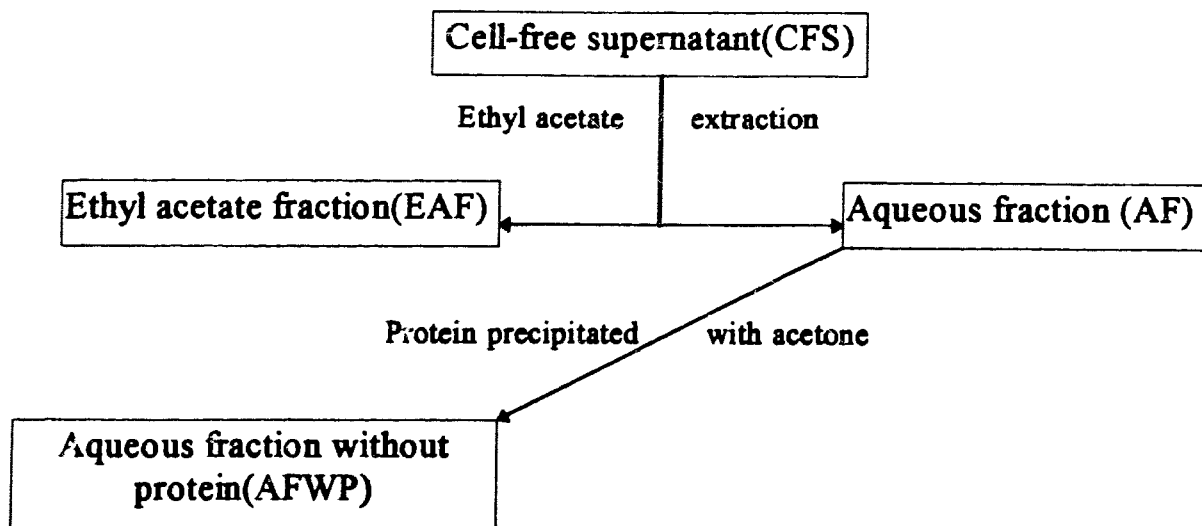 Cell-free supernatant(CFS)
Ethyl acetate extraction
Ethyl acetate fraction(EAF)
Aqueous fraction (AF)
Protein precipitated with acetone
Aqueous fraction without
protein(AFWP)